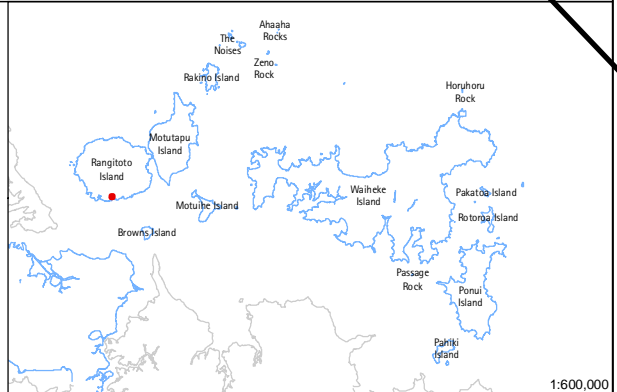 Ahaaha
Rocks
The
Noises
Zeno
Rock
Rakino Island
Horuhoru
Rock
Motutapu
Island
Rangitoto
Island
Waiheke
Island
Pakatoa Island
Motuihe Island
Rotoroa Island
Browns Island
Passage
Rock
Ponui
Island
Pahiki
Island
1:600,000